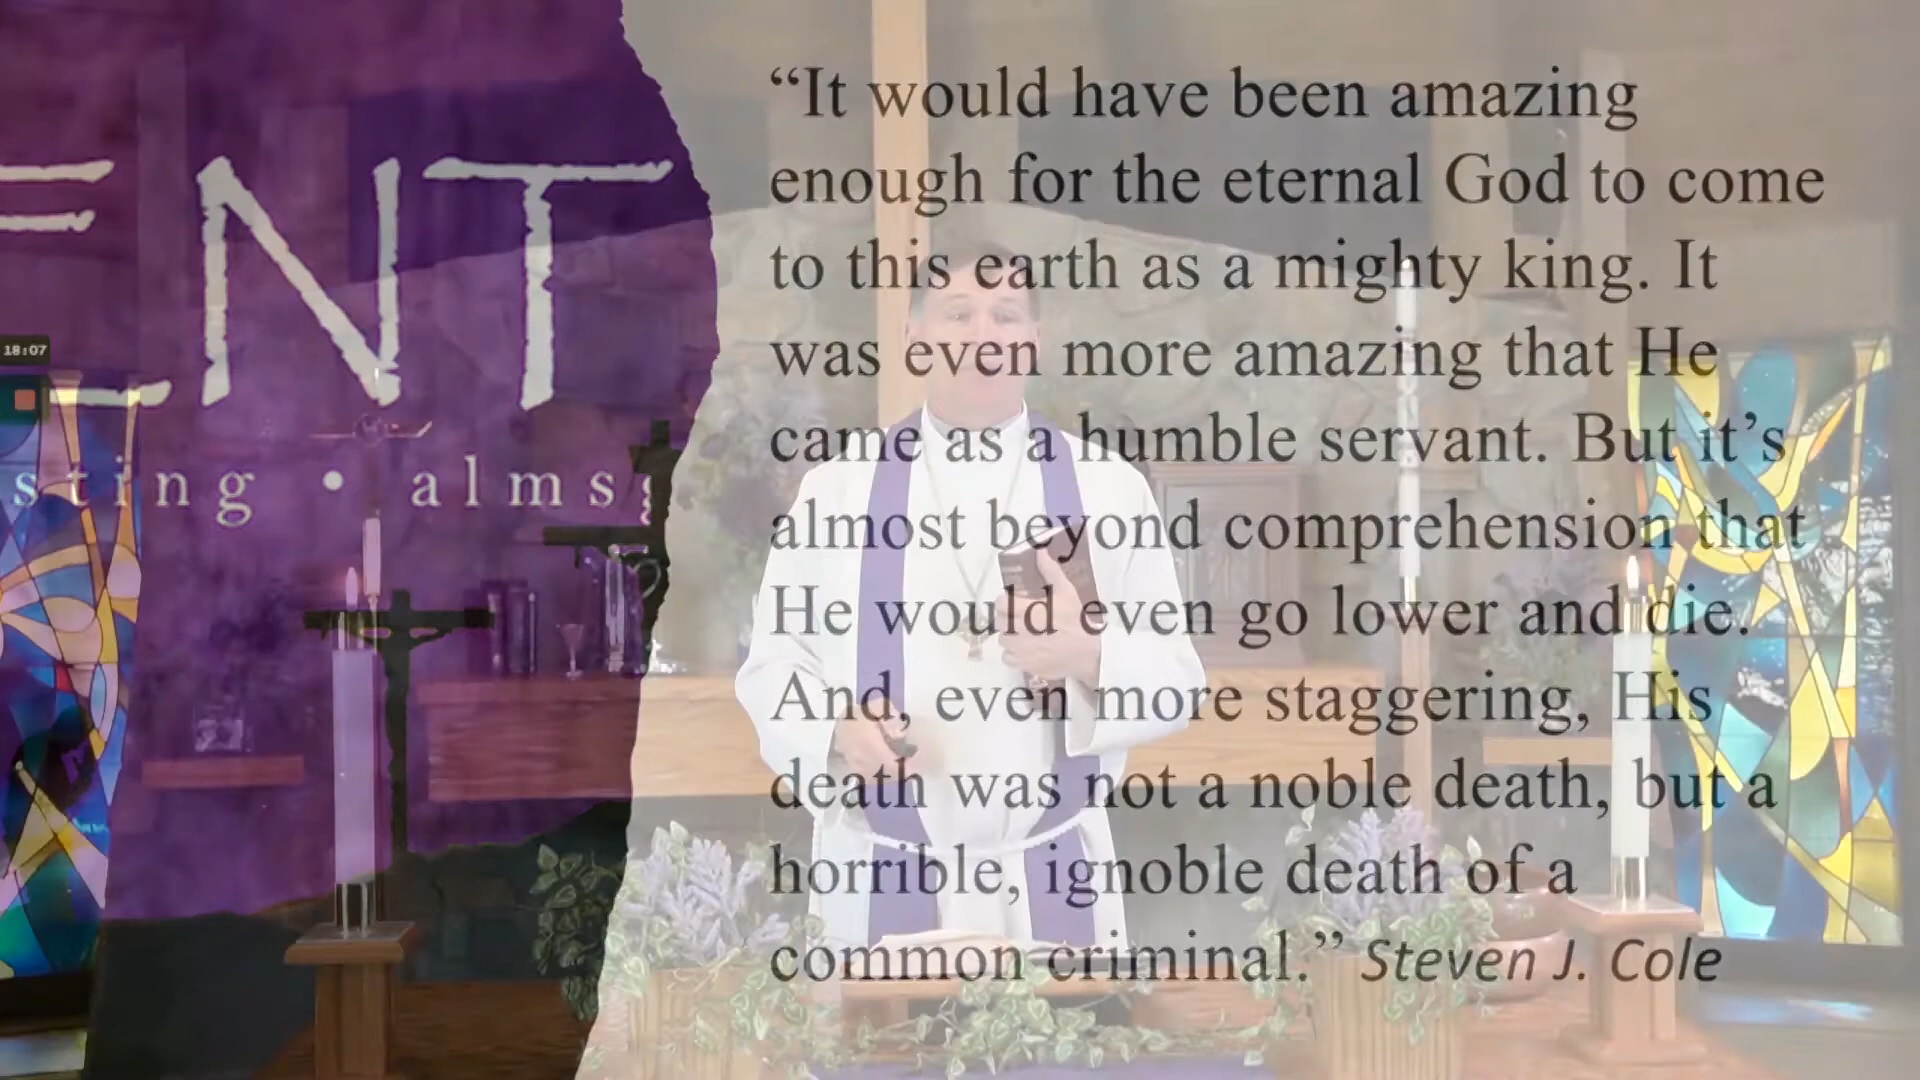 ENT
sting • alms
18:07
“It would have been amazing
enough for the eternal God to come
to this earth as a mighty king. It
was even more amazing that He
came as a humble servant. But it’s
almost beyond comprehension that
He would even go lower and die.
And, even more staggering, His
death was not a noble death, but a
horrible, ignoble death of a
common criminal.” Steven J. Cole